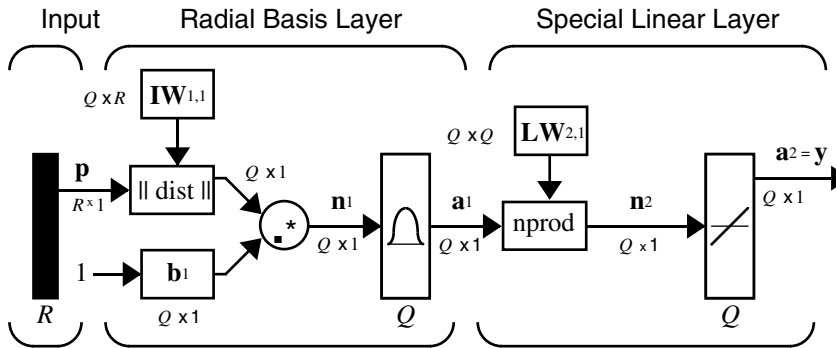 Input Radial Basis Layer Special Linear Layer
Q x R IW1,1
Q x Q LW2,1
p
R x 1
|| dist ||
Q x 1
.*
n1
Q x 1
a1
Q x 1
nprod
n2
Q x 1
a2 = y
Q x 1
1
b1
Q x 1
R Q Q